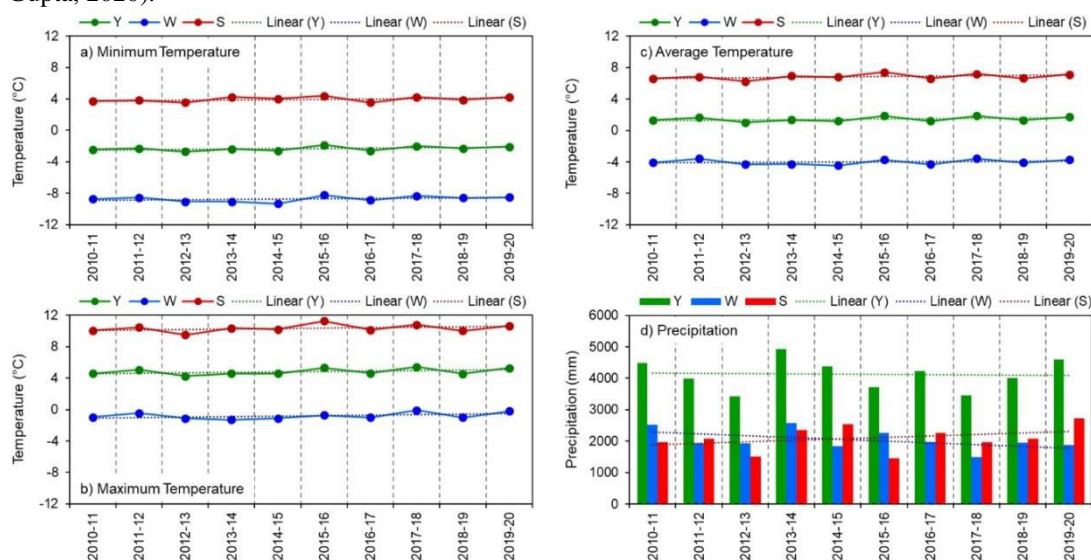 Gupta, 2020).
Y W S Linear (Y) Linear (W) Linear (S)
a) Minimum Temperature
Temperature (°C)
12
8
4
0
-4
-8
-12
2010-11 2011-12 2012-13 2013-14 2014-15 2015-16 2016-17 2017-18 2018-19 2019-20
Y W S Linear (Y) Linear (W) Linear (S)
c) Average Temperature
Temperature (°C)
12
8
4
0
-4
-8
-12
2010-11 2011-12 2012-13 2013-14 2014-15 2015-16 2016-17 2017-18 2018-19 2019-20
Y W S Linear (Y) Linear (W) Linear (S)
b) Maximum Temperature
Temperature (°C)
12
8
4
0
-4
-8
-12
2010-11 2011-12 2012-13 2013-14 2014-15 2015-16 2016-17 2017-18 2018-19 2019-20
Y W S Linear (Y) Linear (W) Linear (S)
d) Precipitation
Precipitation (mm)
6000
5000
4000
3000
2000
1000
0
2010-11 2011-12 2012-13 2013-14 2014-15 2015-16 2016-17 2017-18 2018-19 2019-20